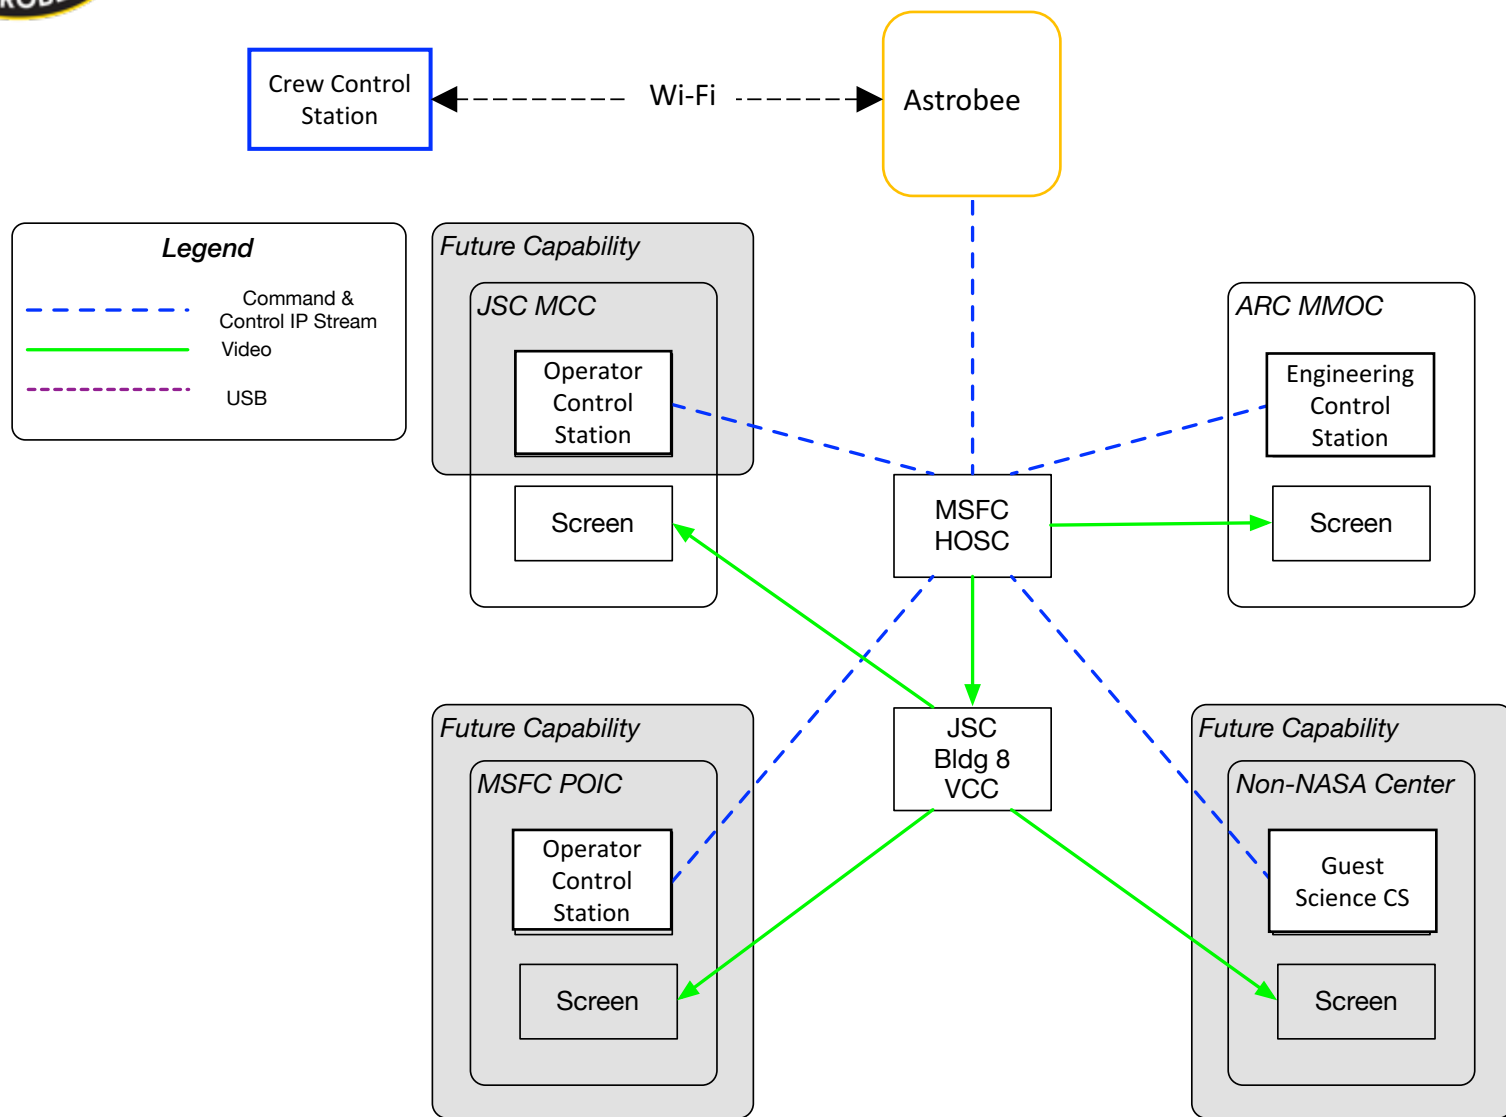 Crew Control
Station
Wi-Fi
Astrobee
Legend
Command &
Control IP Stream
Video
USB
Future Capability
JSC MCC
Operator
Control
Station
Screen
ARC MMOC
Engineering
Control
Station
Screen
MSFC
HOSC
JSC
Bldg 8
VCC
Future Capability
MSFC POIC
Operator
Control
Station
Screen
Future Capability
Non-NASA Center
Guest
Science CS
Screen